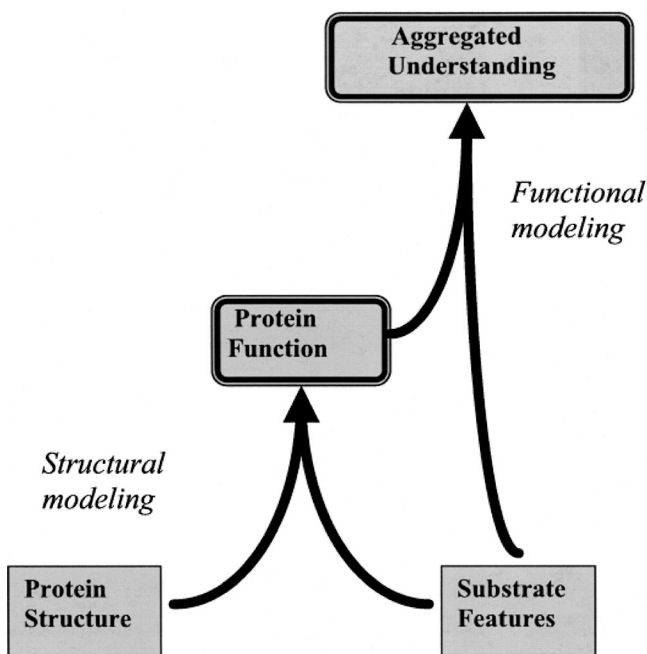 Aggregated
Understanding
Functional
modeling
Protein
Function
Structural
modeling
Protein
Structure
Substrate
Features